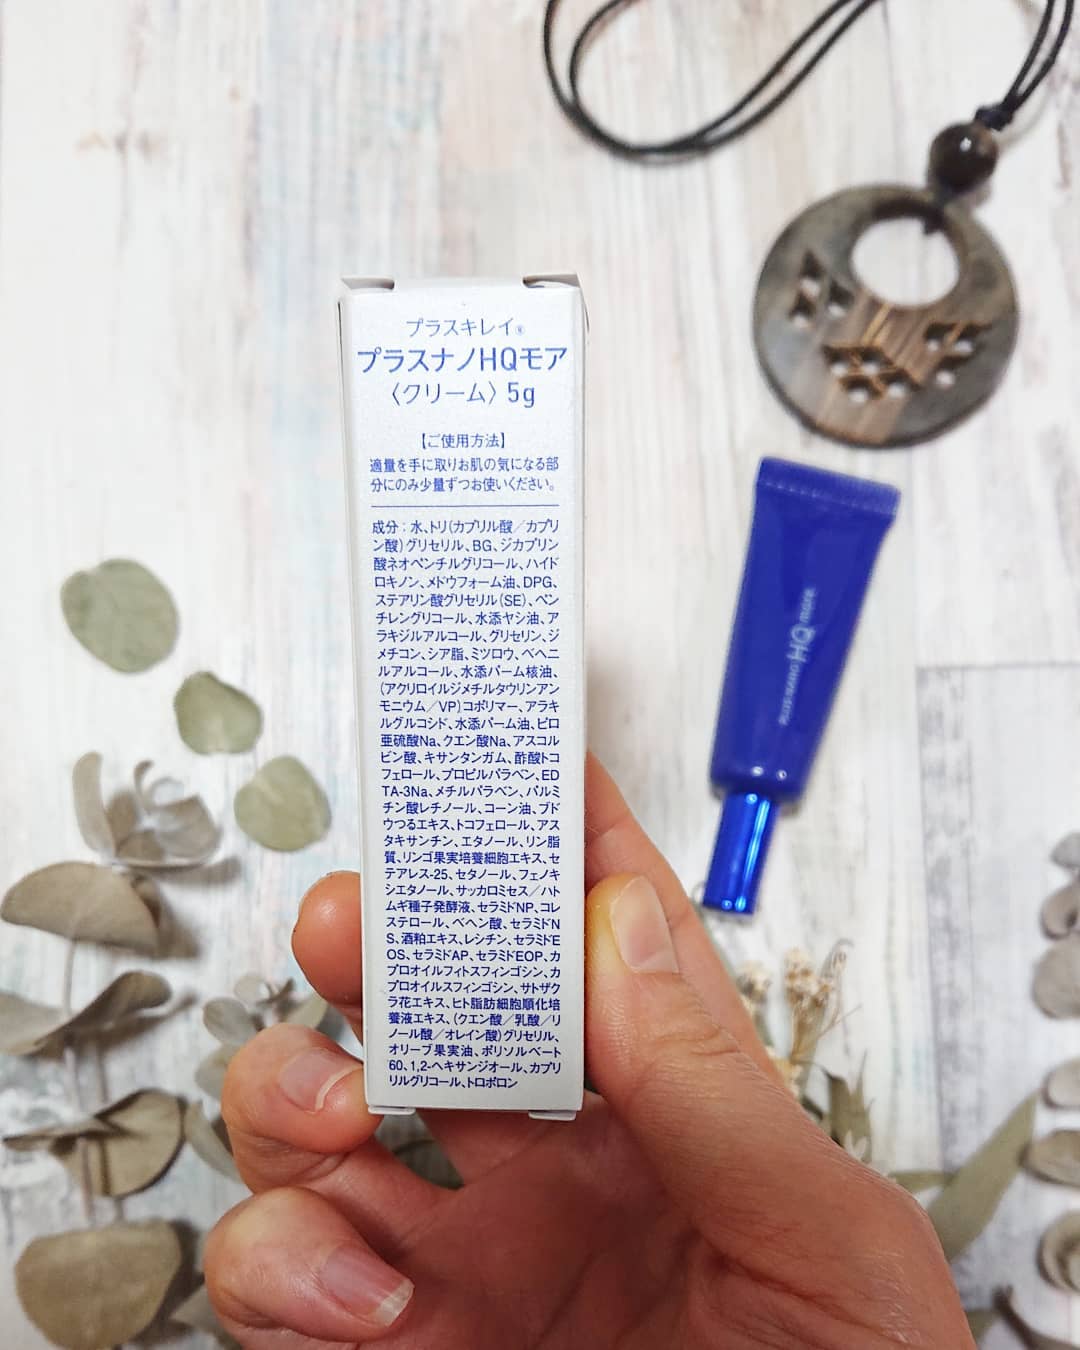 プラスキレイ®
プラスナノHQモア
〈クリーム〉5g
【ご使用方法】
適量を手に取りお肌の気になる部
分にのみ少量ずつお使いください。
成分：水、トリ(カプリル酸／カプリ
ン酸)グリセリル、BG、ジカプリン
酸ネオペンチルグリコール、ハイド
ロキノン、メドウフォーム油、DPG、
ステアリン酸グリセリル(SE)、ペン
チレングリコール、水添ヤシ油、ア
ラキジルアルコール、グリセリン、ジ
メチコン、シア脂、ミツロウ、ベヘニ
ルアルコール、水添パーム核油、
(アクリロイルジメチルタウリンアン
モニウム／VP)コポリマー、アラキ
ルグルコシド、水添パーム油、ピロ
亜硫酸Na、クエン酸Na、アスコル
ビン酸、キサンタンガム、酢酸トコ
フェロール、プロピルパラベン、ED
TA-3Na、メチルパラベン、パルミ
チン酸レチノール、コーン油、ブド
ウつるエキス、トコフェロール、アス
タキサンチン、エタノール、リン脂
質、リンゴ果実培養細胞エキス、セ
テアレス-25、セタノール、フェノキ
シエタノール、サッカロミセス／ハト
ムギ種子発酵液、セラミドNP、コレ
ステロール、ベヘン酸、セラミドN
S、酒粕エキス、レシチン、セラミドE
OS、セラミドAP、セラミドEOP、カ
プロオイルフィトスフィンゴシン、カ
プロオイルスフィンゴシン、サトザク
ラ花エキス、ヒト脂肪細胞順化培
養液エキス、(クエン酸／乳酸／リ
ノール酸／オレイン酸)グリセリル、
オリーブ果実油、ポリソルベート
60、1,2-ヘキサンジオール、カプリ
リルグリコール、トロポロン
PLUS-NANO HQ more